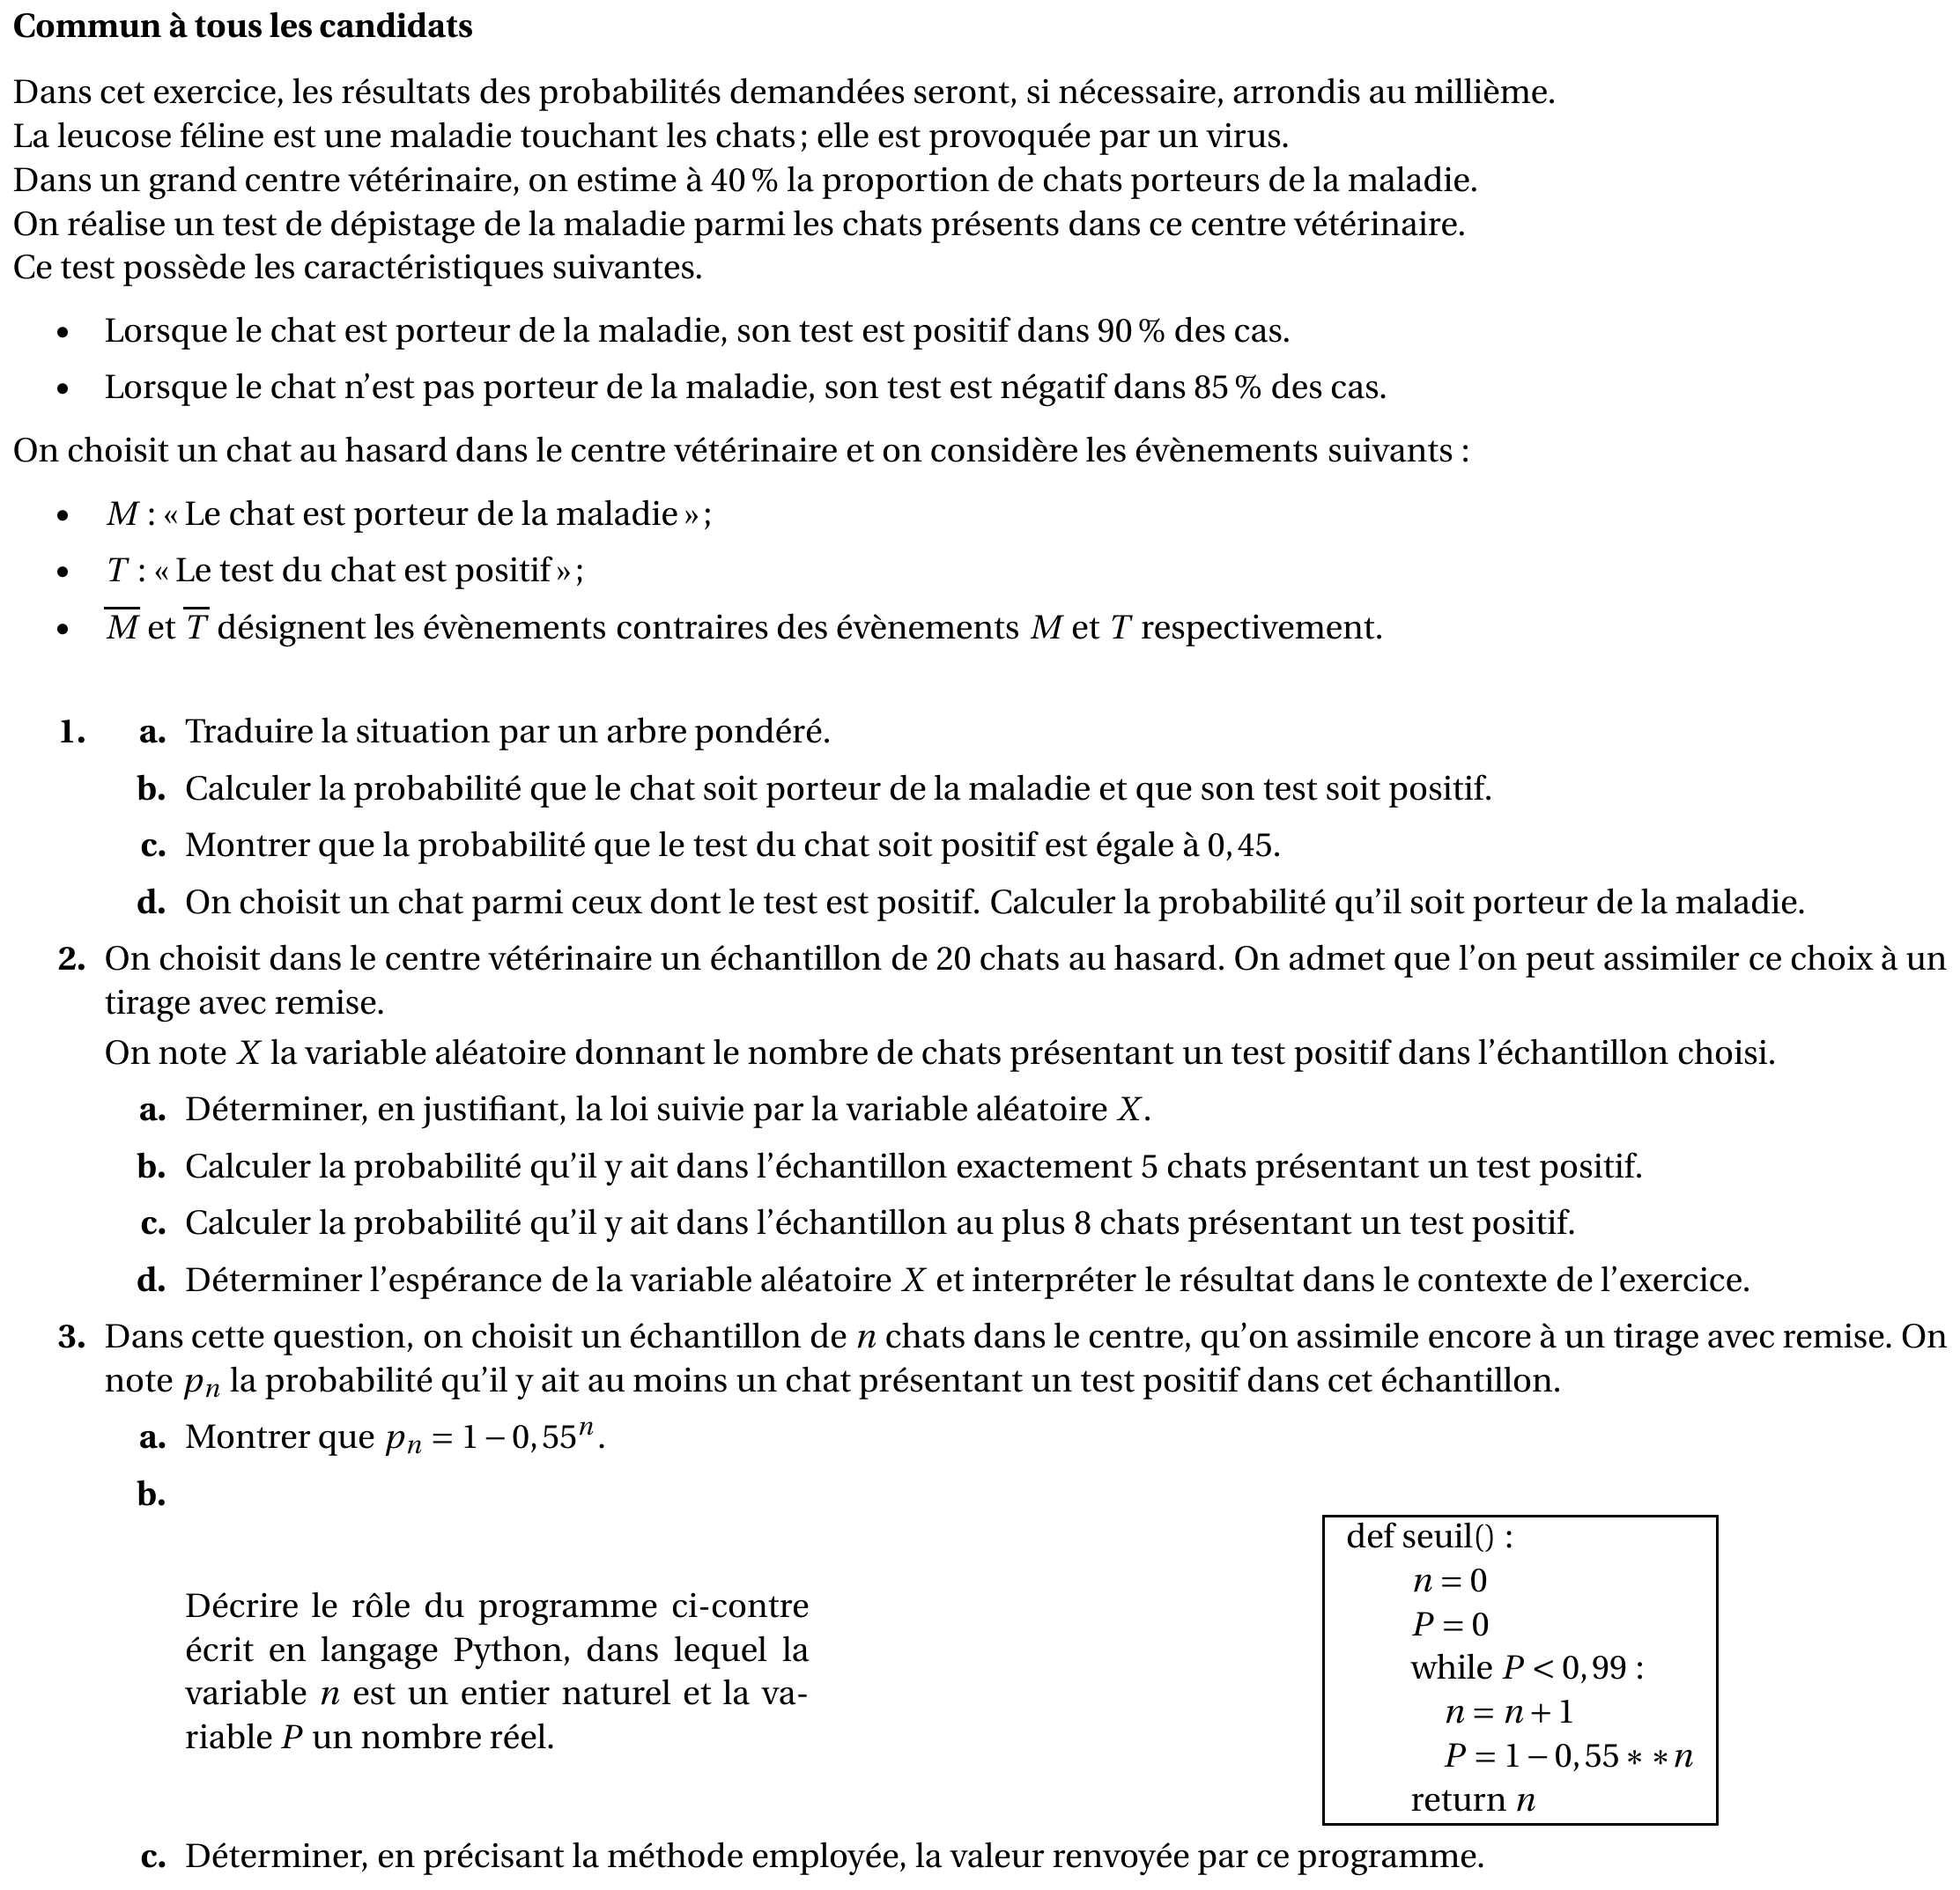 Commun à tous les candidats
Dans cet exercice, les résultats des probabilités demandées seront, si nécessaire, arrondis au millième.
La leucose féline est une maladie touchant les chats ; elle est provoquée par un virus.
Dans un grand centre vétérinaire, on estime à 40 % la proportion de chats porteurs de la maladie.
On réalise un test de dépistage de la maladie parmi les chats présents dans ce centre vétérinaire.
Ce test possède les caractéristiques suivantes.
• Lorsque le chat est porteur de la maladie, son test est positif dans 90 % des cas.
• Lorsque le chat n'est pas porteur de la maladie, son test est négatif dans 85 % des cas.
On choisit un chat au hasard dans le centre vétérinaire et on considère les évènements suivants :
• M : « Le chat est porteur de la maladie » ;
• T : « Le test du chat est positif » ;
• M̅ et T̅ désignent les évènements contraires des évènements M et T respectivement.
1. a. Traduire la situation par un arbre pondéré.
b. Calculer la probabilité que le chat soit porteur de la maladie et que son test soit positif.
c. Montrer que la probabilité que le test du chat soit positif est égale à 0,45.
d. On choisit un chat parmi ceux dont le test est positif. Calculer la probabilité qu'il soit porteur de la maladie.
2. On choisit dans le centre vétérinaire un échantillon de 20 chats au hasard. On admet que l'on peut assimiler ce choix à un
tirage avec remise.
On note X la variable aléatoire donnant le nombre de chats présentant un test positif dans l'échantillon choisi.
a. Déterminer, en justifiant, la loi suivie par la variable aléatoire X.
b. Calculer la probabilité qu'il y ait dans l'échantillon exactement 5 chats présentant un test positif.
c. Calculer la probabilité qu'il y ait dans l'échantillon au plus 8 chats présentant un test positif.
d. Déterminer l'espérance de la variable aléatoire X et interpréter le résultat dans le contexte de l'exercice.
3. Dans cette question, on choisit un échantillon de n chats dans le centre, qu'on assimile encore à un tirage avec remise. On
note pₙ la probabilité qu'il y ait au moins un chat présentant un test positif dans cet échantillon.
a. Montrer que pₙ = 1 − 0,55ⁿ.
b.
Décrire le rôle du programme ci-contre
écrit en langage Python, dans lequel la
variable n est un entier naturel et la va-
riable P un nombre réel.
def seuil() :
n = 0
P = 0
while P < 0,99 :
n = n + 1
P = 1 − 0,55 ∗ ∗n
return n
c. Déterminer, en précisant la méthode employée, la valeur renvoyée par ce programme.